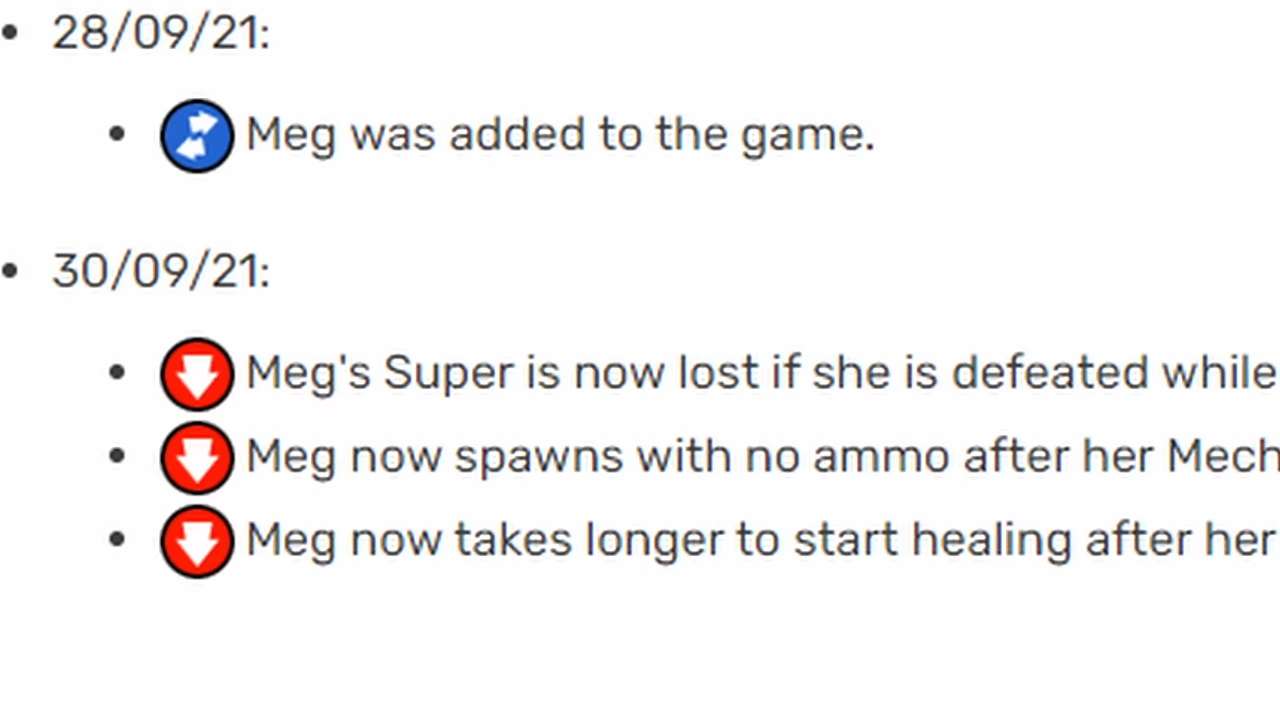 28/09/21:
Meg was added to the game.
30/09/21:
Meg's Super is now lost if she is defeated while
Meg now spawns with no ammo after her Mech
Meg now takes longer to start healing after her